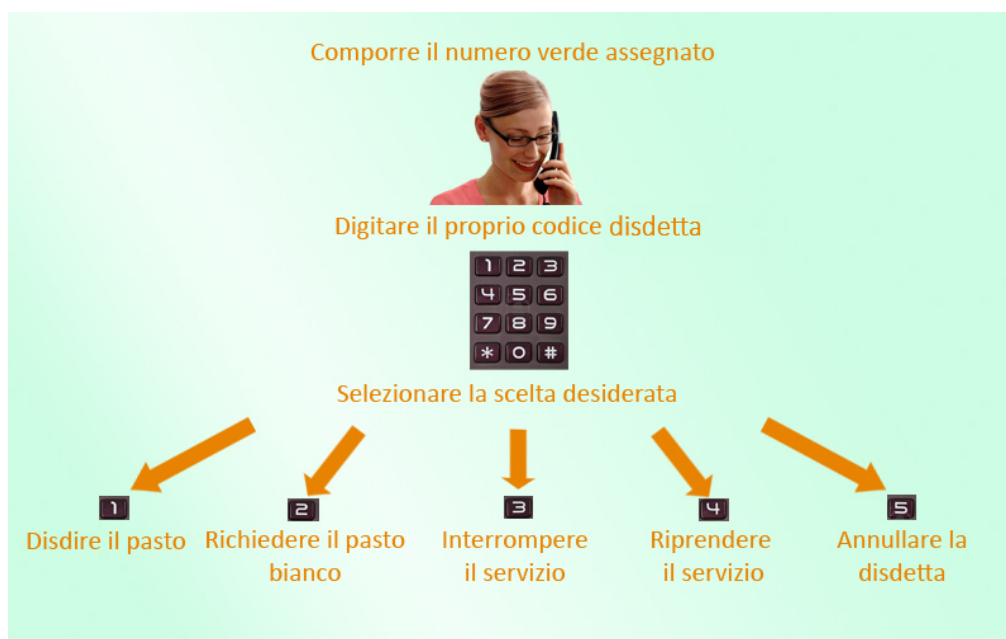 Comporre il numero verde assegnato
Digitare il proprio codice disdetta
1 2 3
4 5 6
7 8 9
* 0 #
Selezionare la scelta desiderata
1
Disdire il pasto
2
Richiedere il pasto
bianco
3
Interrompere
il servizio
4
Riprendere
il servizio
5
Annullare la
disdetta